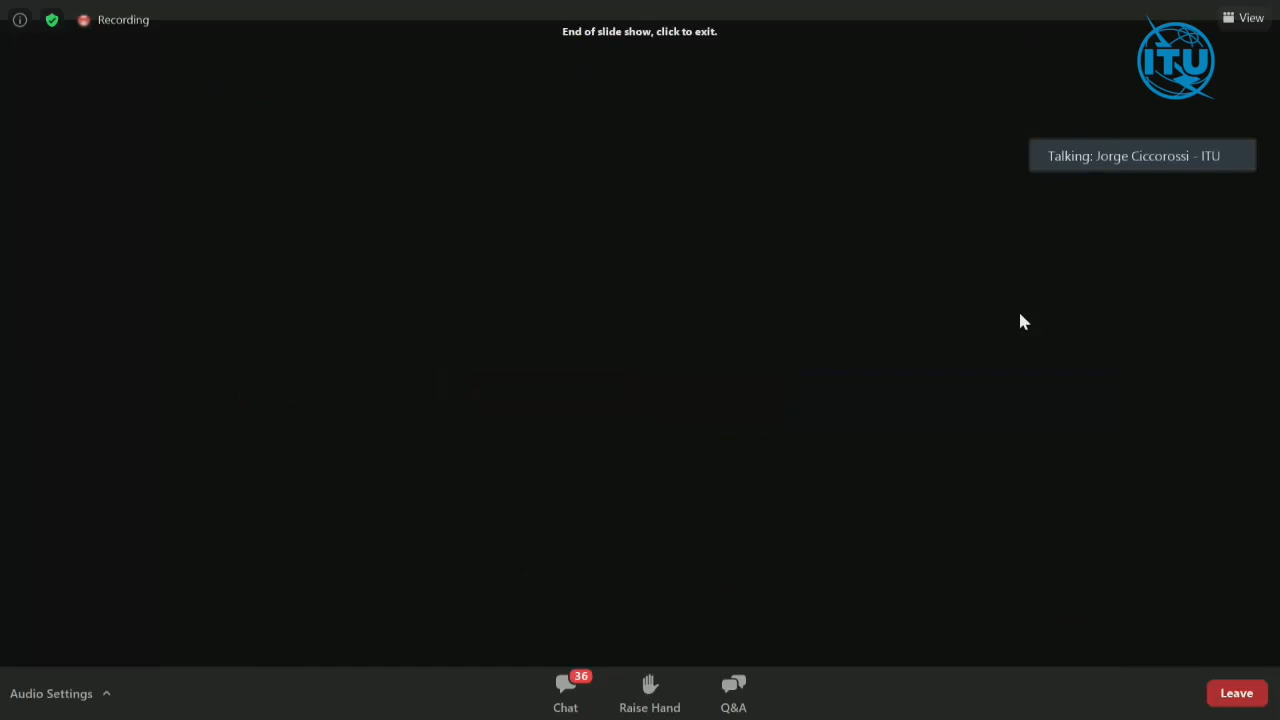 Recording
End of slide show, click to exit.
View
ITU
Talking: Jorge Ciccorossi - ITU
Audio Settings
36
Chat
Raise Hand
Q&A
Leave